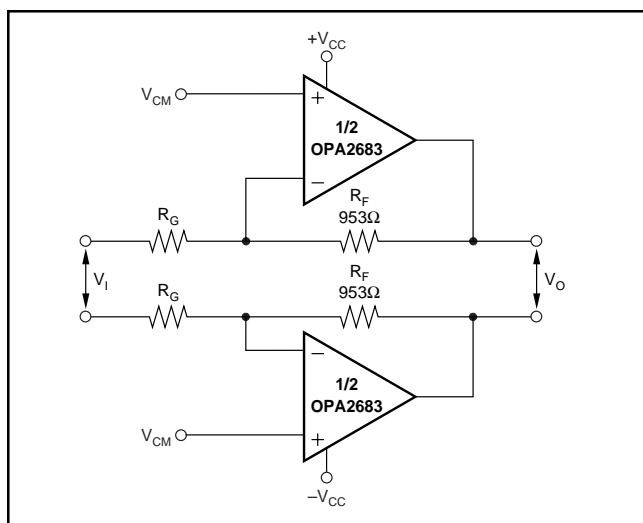 +V_CC
V_CM
+
1/2
OPA2683
−
R_G
R_F
953Ω
V_I
V_O
R_G
R_F
953Ω
−
1/2
OPA2683
V_CM
+
−V_CC